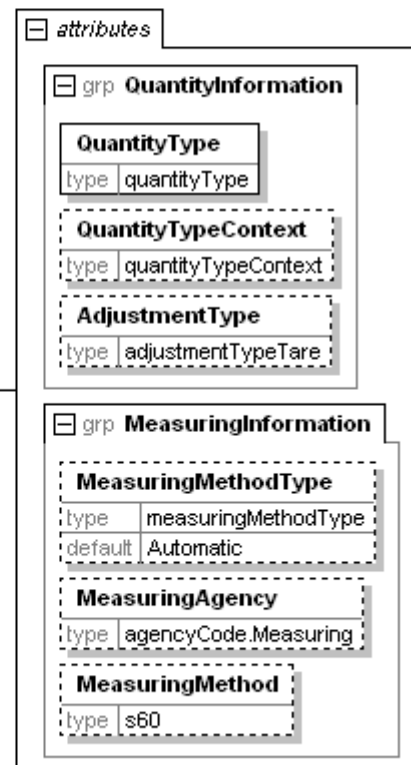 attributes
grp QuantityInformation
QuantityType
type quantityType
QuantityTypeContext
type quantityTypeContext
AdjustmentType
type adjustmentTypeTare
grp MeasuringInformation
MeasuringMethodType
type measuringMethodType
default Automatic
MeasuringAgency
type agencyCode.Measuring
MeasuringMethod
type s60